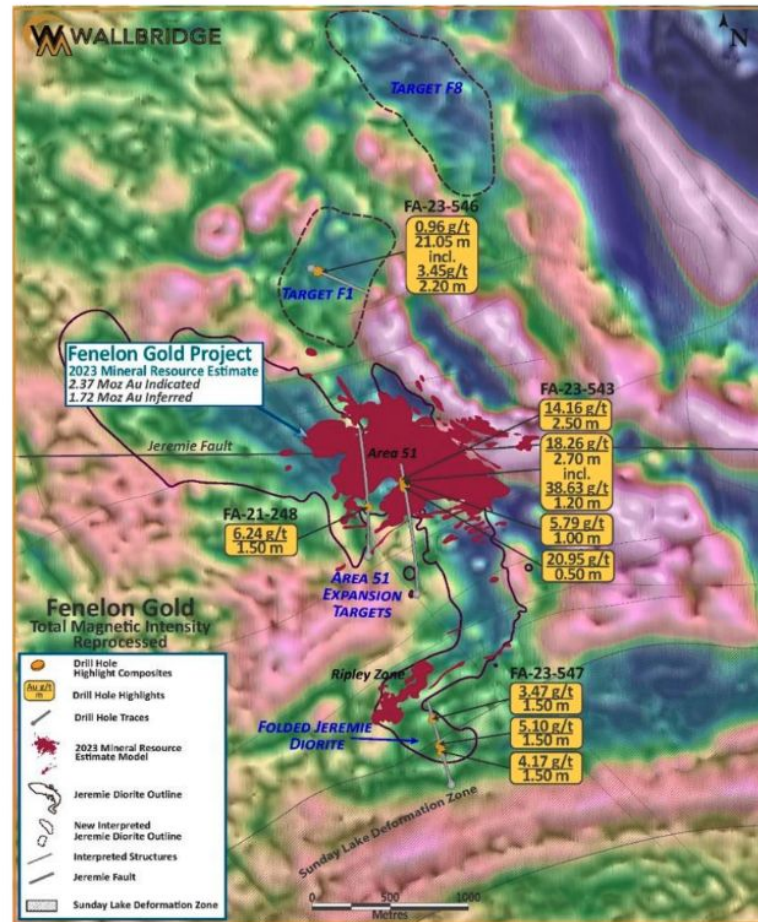 WALLBRIDGE
N
TARGET F8
FA-23-546
0.96 g/t
21.05 m
incl.
3.45g/t
2.20 m
TARGET F1
Fenelon Gold Project
2023 Mineral Resource Estimate
2.37 Moz Au Indicated
1.72 Moz Au Inferred
FA-23-543
14.16 g/t
2.50 m
18.26 g/t
2.70 m
incl.
38.63 g/t
1.20 m
5.79 g/t
1.00 m
20.95 g/t
0.50 m
Jeremie Fault
Area 51
FA-21-248
6.24 g/t
1.50 m
AREA 51
EXPANSION
TARGETS
Ripley Zone
FA-23-547
3.47 g/t
1.50 m
5.10 g/t
1.50 m
4.17 g/t
1.50 m
FOLDED JEREMIE
DIORITE
Sunday Lake Deformation Zone
Fenelon Gold
Total Magnetic Intensity
Reprocessed
Drill Hole
Highlight Composites
Au g/t
m
Drill Hole Highlights
Drill Hole Traces
2023 Mineral Resource
Estimate Model
Jeremie Diorite Outline
New Interpreted
Jeremie Diorite Outline
Interpreted Structures
Jeremie Fault
Sunday Lake Deformation Zone
0 500 1000
Metres